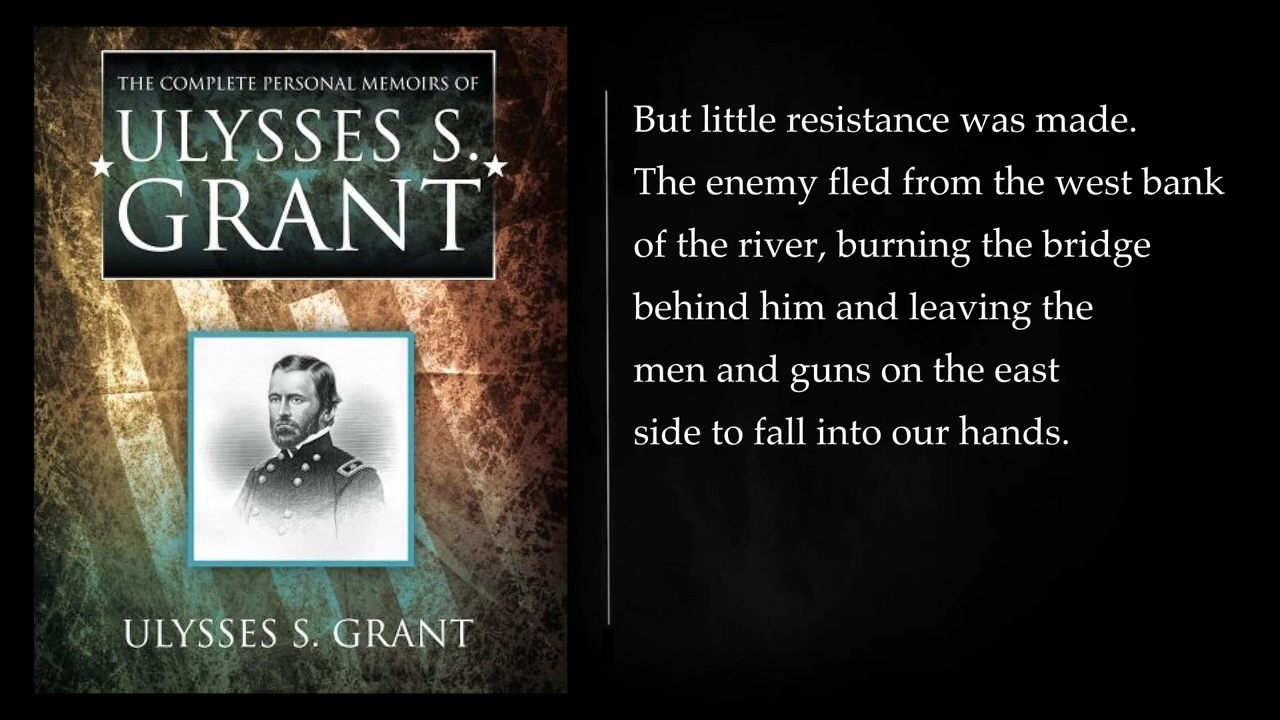 THE COMPLETE PERSONAL MEMOIRS OF
ULYSSES S.
GRANT
ULYSSES S. GRANT
But little resistance was made.
The enemy fled from the west bank
of the river, burning the bridge
behind him and leaving the
men and guns on the east
side to fall into our hands.